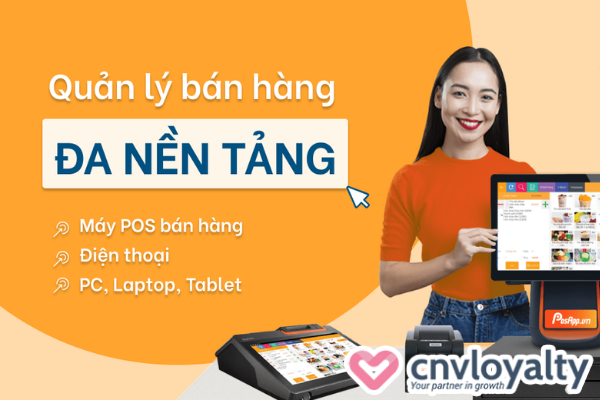 Quản lý bán hàng
ĐA NỀN TẢNG
Máy POS bán hàng
Điện thoại
PC, Laptop, Tablet
PosApp.vn
cnvloyalty
Your partner in growth